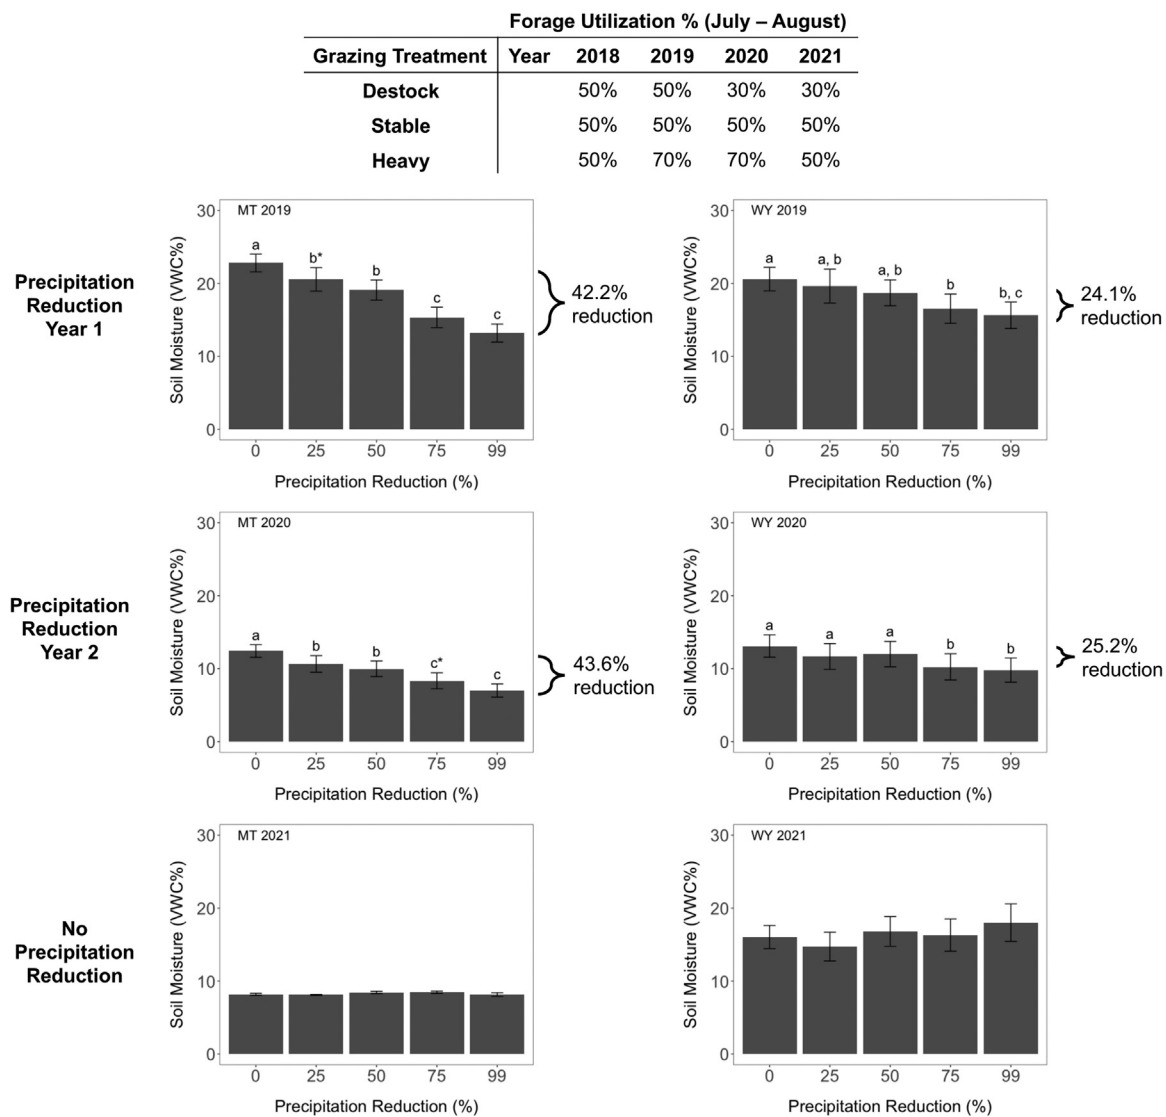 Forage Utilization % (July – August)
Grazing Treatment Year 2018 2019 2020 2021
Destock 50% 50% 30% 30%
Stable 50% 50% 50% 50%
Heavy 50% 70% 70% 50%
Precipitation
Reduction
Year 1
Soil Moisture (VWC%)
30
20
10
0
MT 2019
a
b*
b
c
c
0 25 50 75 99
Precipitation Reduction (%)
42.2%
reduction
Soil Moisture (VWC%)
30
20
10
0
WY 2019
a
a, b
a, b
b
b, c
0 25 50 75 99
Precipitation Reduction (%)
24.1%
reduction
Precipitation
Reduction
Year 2
Soil Moisture (VWC%)
30
20
10
0
MT 2020
a
b
b
c*
c
0 25 50 75 99
Precipitation Reduction (%)
43.6%
reduction
Soil Moisture (VWC%)
30
20
10
0
WY 2020
a
a
a
b
b
0 25 50 75 99
Precipitation Reduction (%)
25.2%
reduction
No
Precipitation
Reduction
Soil Moisture (VWC%)
30
20
10
0
MT 2021
0 25 50 75 99
Precipitation Reduction (%)
Soil Moisture (VWC%)
30
20
10
0
WY 2021
0 25 50 75 99
Precipitation Reduction (%)